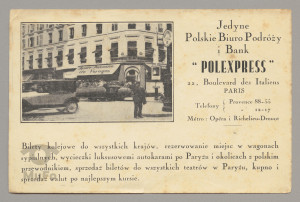 Jedyne
Polskie Biuro Podróży
i Bank
"POLEXPRESS"
22, Boulevard des Italiens
PARIS
Telefony { Provence 88-55
12-17
Métro: Opéra i Richelieu-Drouot
Bilety kolejowe do wszystkich krajów, rezerwowanie miejsc w wagonach
sypialnych, wycieczki luksusowemi autokarami po Paryżu i okolicach z polskim
przewodnikiem, sprzedaż biletów do wszystkich teatrów w Paryżu, kupno i
sprzedaż walut po najlepszym kursie.